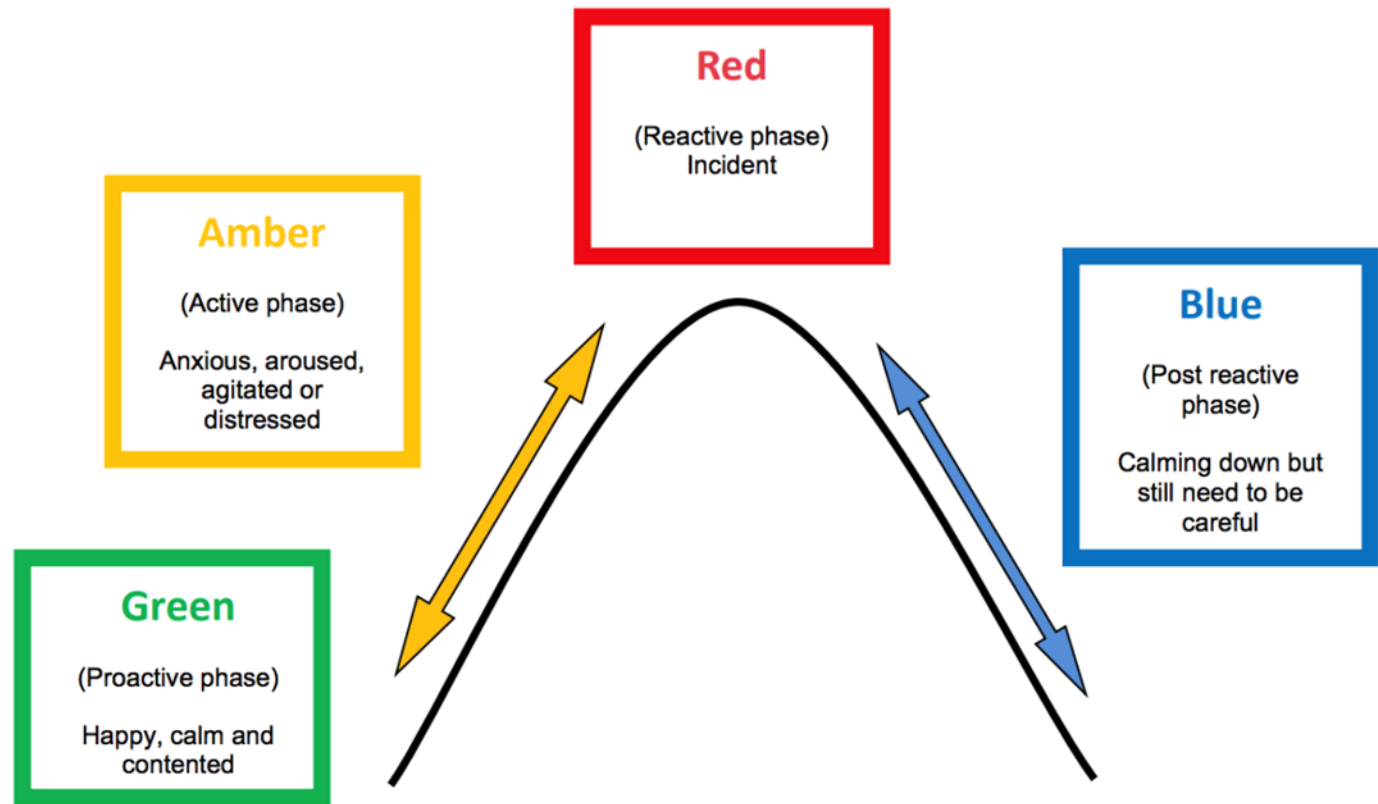 Red
(Reactive phase)
Incident
Amber
(Active phase)
Anxious, aroused,
agitated or
distressed
Blue
(Post reactive
phase)
Calming down but
still need to be
careful
Green
(Proactive phase)
Happy, calm and
contented